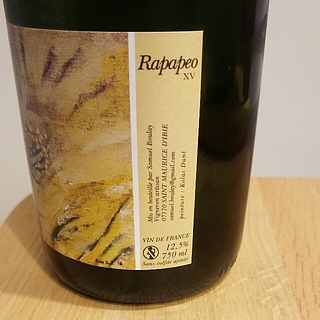 Rapapeo
XV
Mis en bouteille par Samuel Boulay
Vigneron artisan
07170 SAINT MAURICE D'IBIE
samuel.boulay@gmail.com
peinture : Kolas Dunt
VIN DE FRANCE
12,5%
750 ml
Sans sulfite ajouté